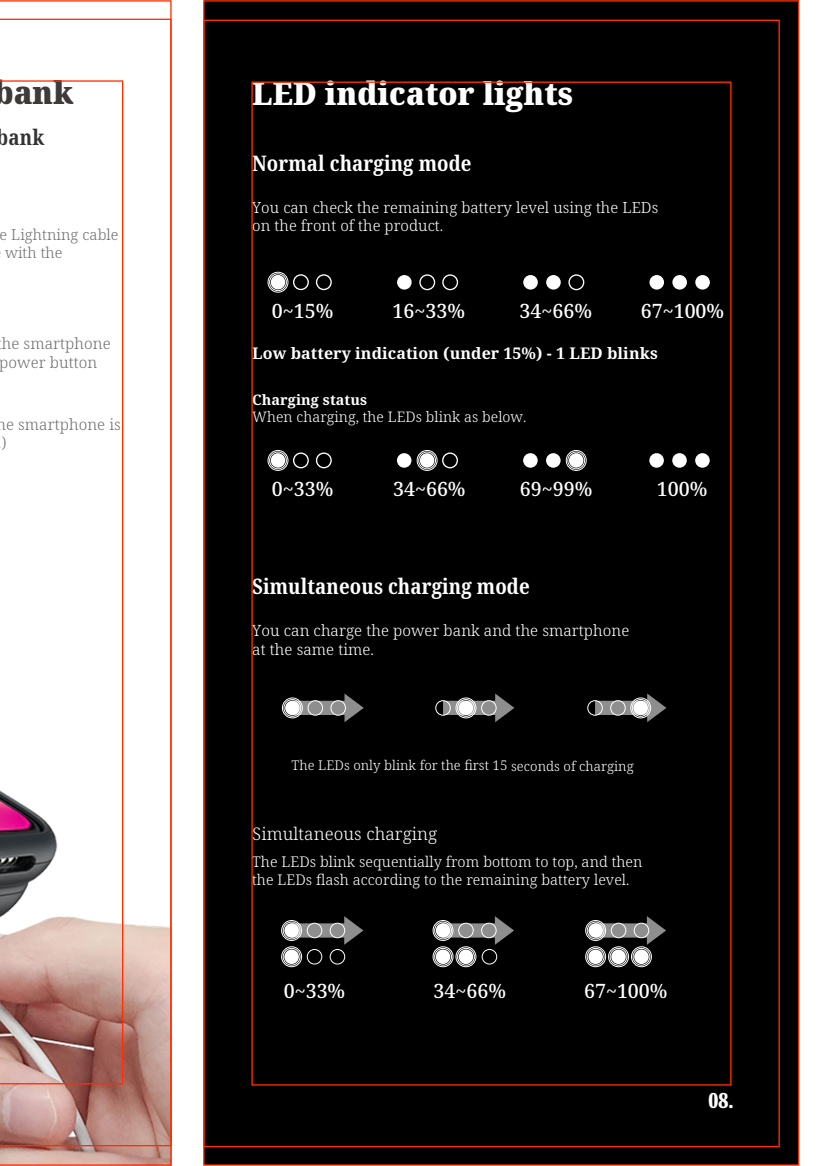 bank
bank
e Lightning cable
with the
the smartphone
power button
he smartphone is
)
LED indicator lights
Normal charging mode
You can check the remaining battery level using the LEDs
on the front of the product.
0~15% 16~33% 34~66% 67~100%
Low battery indication (under 15%) - 1 LED blinks
Charging status
When charging, the LEDs blink as below.
0~33% 34~66% 69~99% 100%
Simultaneous charging mode
You can charge the power bank and the smartphone
at the same time.
The LEDs only blink for the first 15 seconds of charging
Simultaneous charging
The LEDs blink sequentially from bottom to top, and then
the LEDs flash according to the remaining battery level.
0~33% 34~66% 67~100%
08.